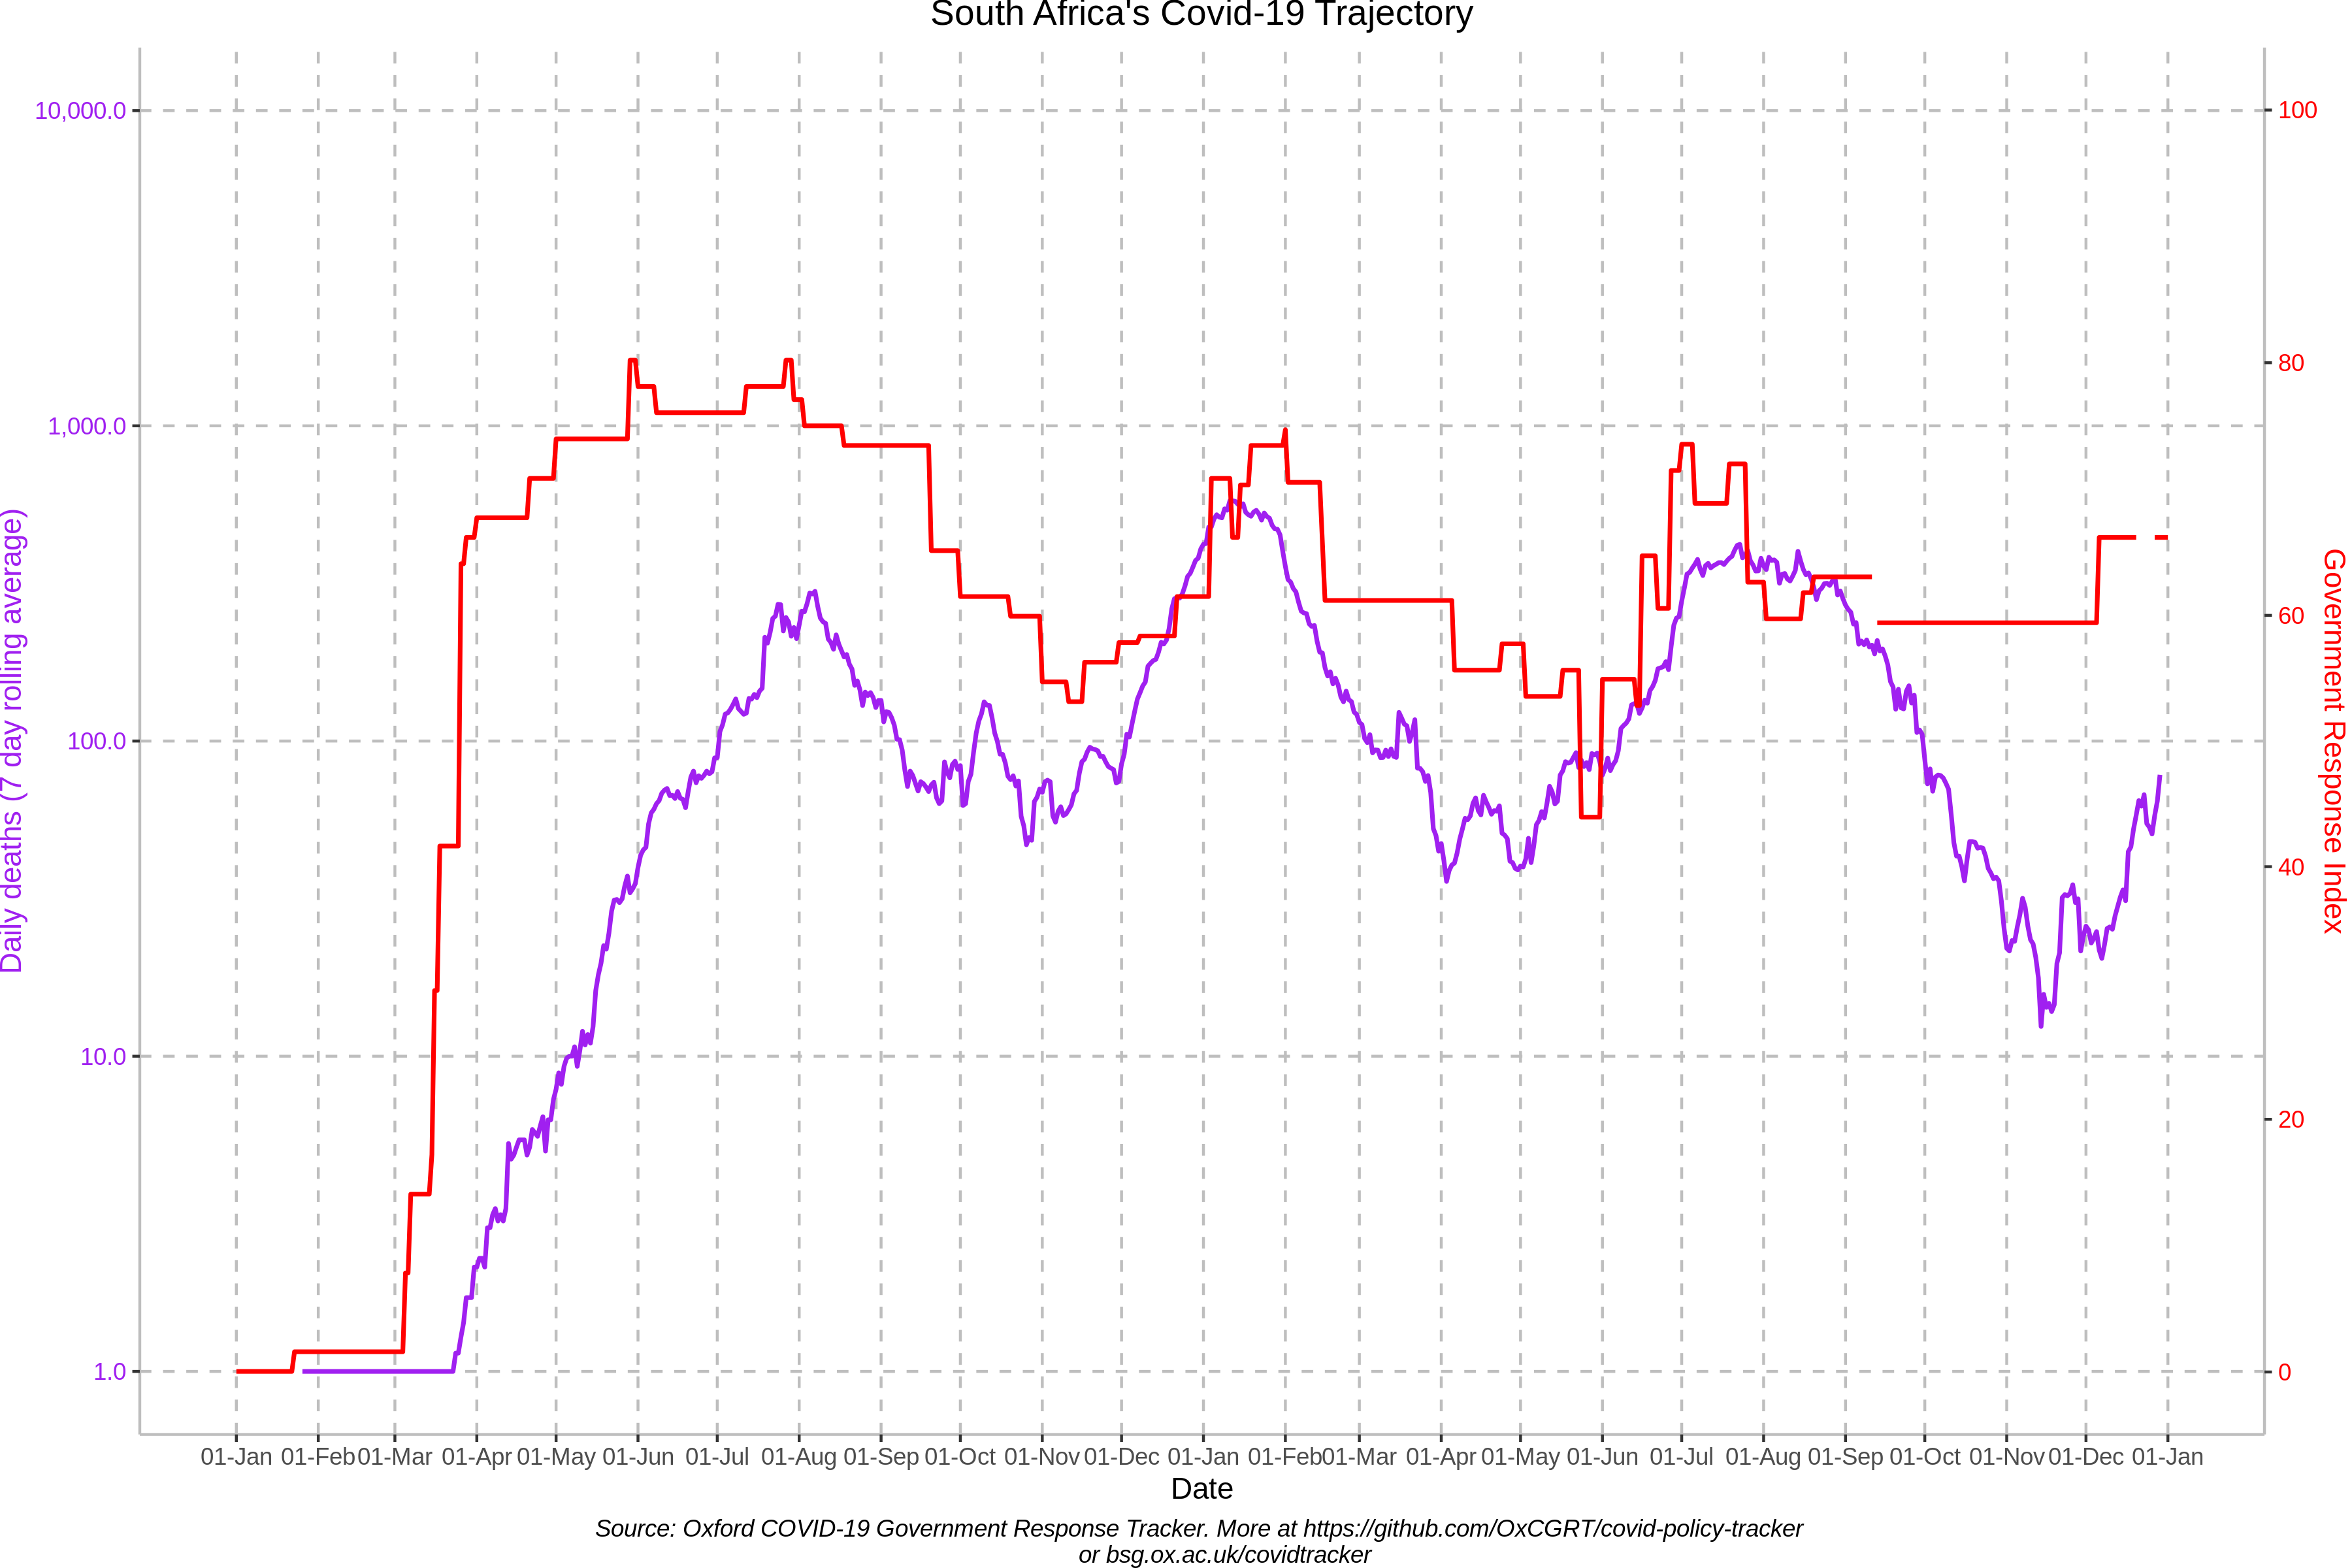 South Africa's Covid-19 Trajectory
10,000.0
1,000.0
100.0
10.0
1.0
Daily deaths (7 day rolling average)
100
80
60
40
20
0
Government Response Index
01-Jan 01-Feb 01-Mar 01-Apr 01-May 01-Jun 01-Jul 01-Aug 01-Sep 01-Oct 01-Nov 01-Dec 01-Jan 01-Feb 01-Mar 01-Apr 01-May 01-Jun 01-Jul 01-Aug 01-Sep 01-Oct 01-Nov 01-Dec 01-Jan
Date
Source: Oxford COVID-19 Government Response Tracker. More at https://github.com/OxCGRT/covid-policy-tracker
or bsg.ox.ac.uk/covidtracker